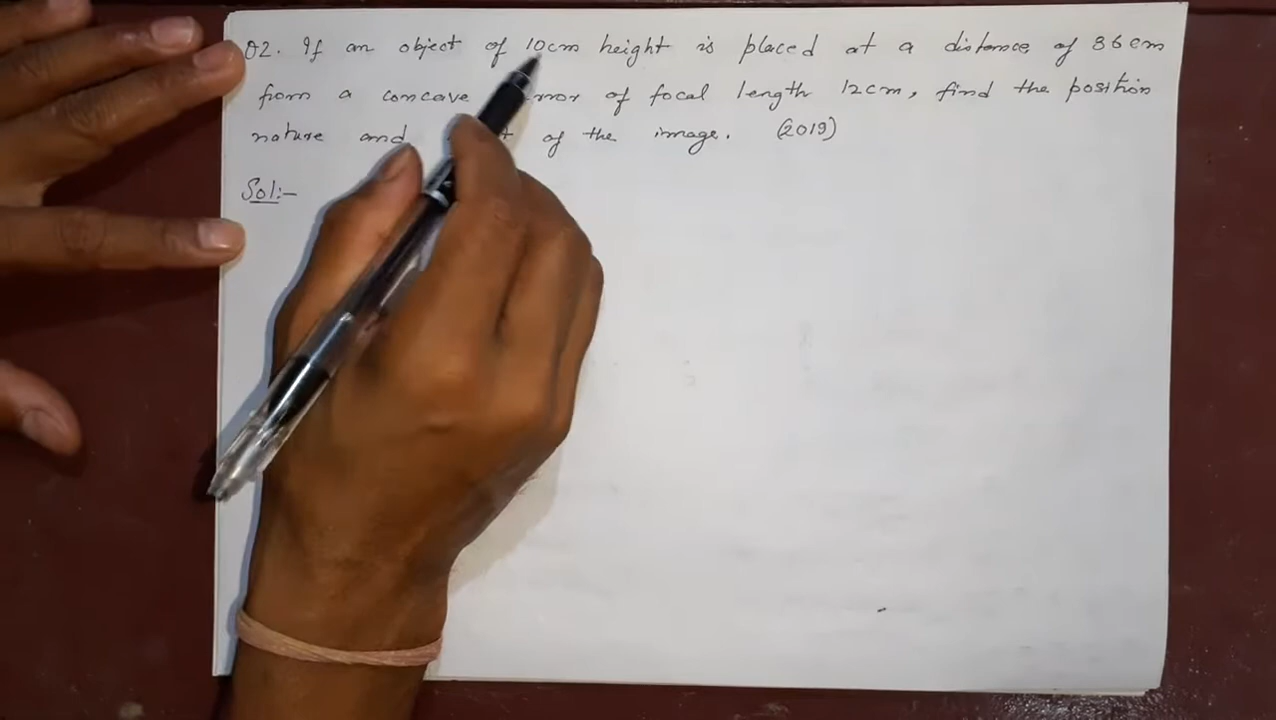 Q2. If an object of 10cm height is placed at a distance of 36cm
from a concave of focal length 12cm, find the position
nature and of the image. (2019)
Sol:-